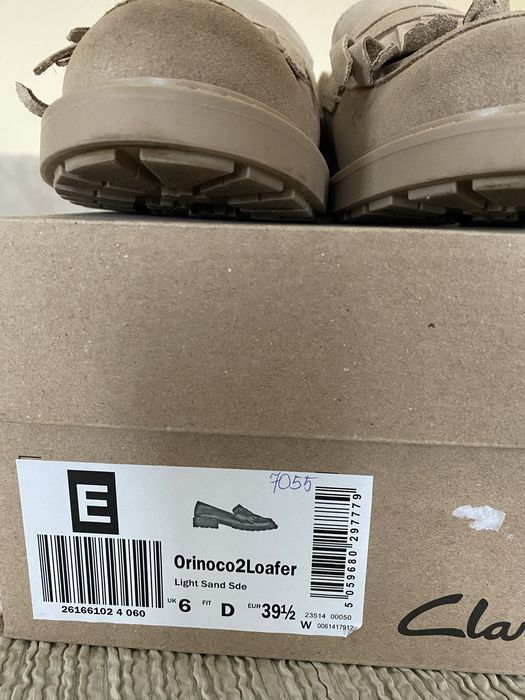 7055
E
Orinoco2Loafer
Light Sand Sde
UK 6 FIT D EUR 39½
26166102 4 060
23514 00050
W 0061417912
5 059680 297779
Cla